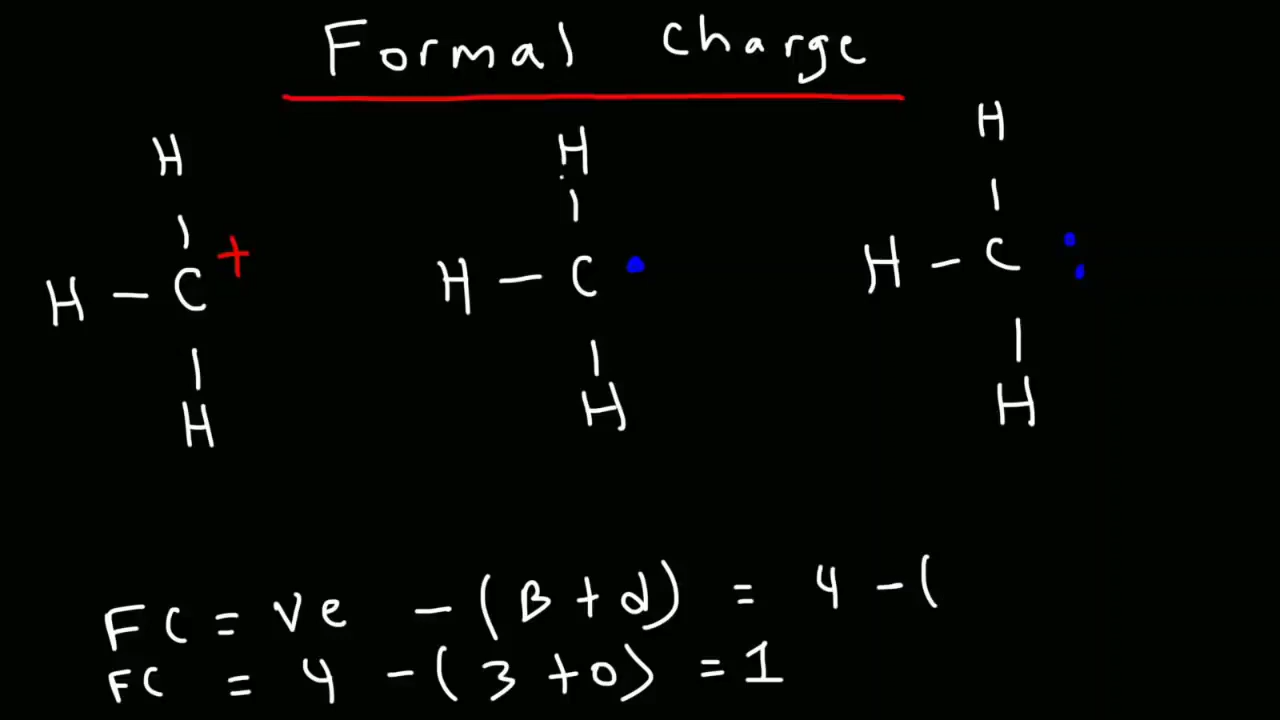 Formal charge
H H H
H - C + H - C • H - C :
H H H
FC = ve - (B + d) = 4 - (
FC = 4 - (3 + 0) = 1